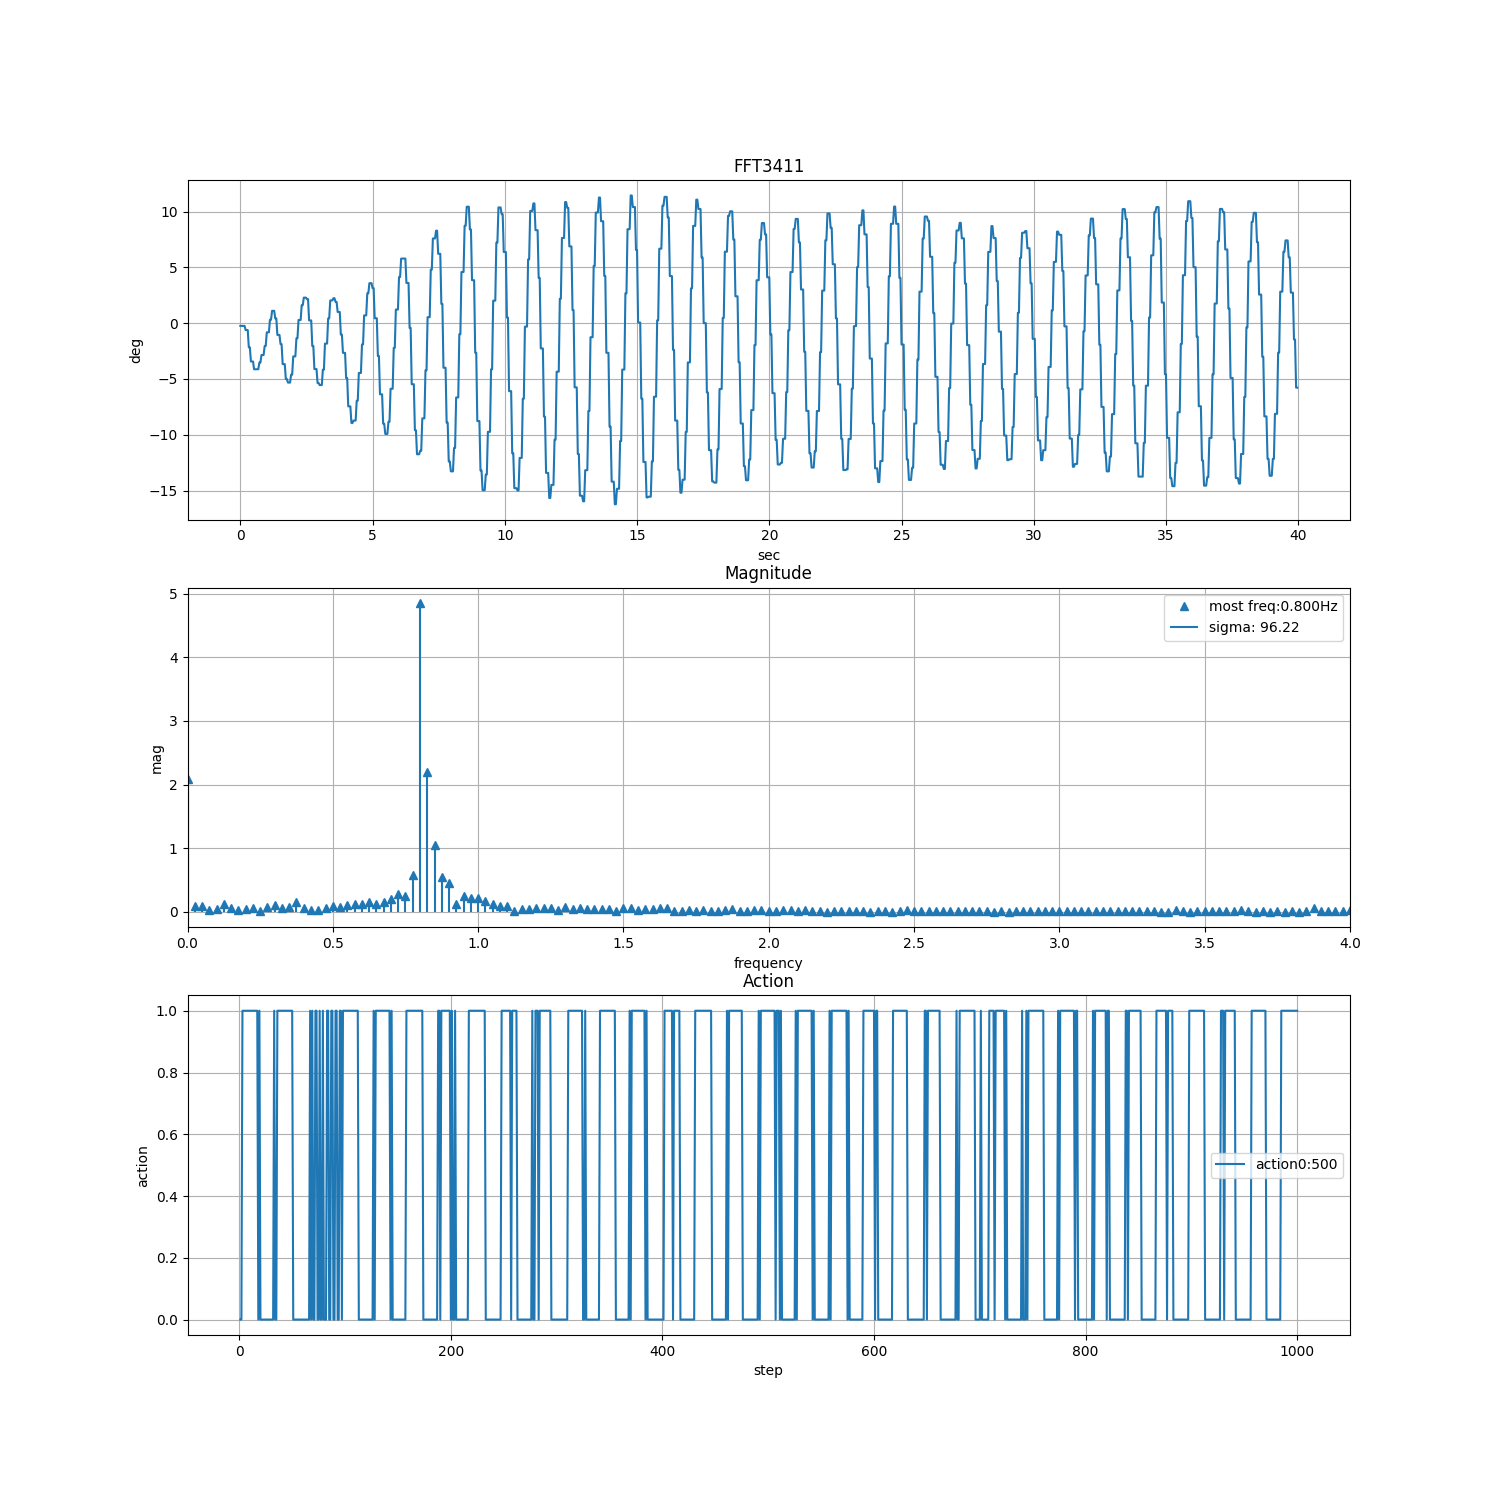 FFT3411
10
5
0
−5
−10
−15
deg
0 5 10 15 20 25 30 35 40
sec
Magnitude
5
4
3
2
1
0
mag
most freq:0.800Hz
sigma: 96.22
0.0 0.5 1.0 1.5 2.0 2.5 3.0 3.5 4.0
frequency
Action
1.0
0.8
0.6
0.4
0.2
0.0
action
action0:500
0 200 400 600 800 1000
step